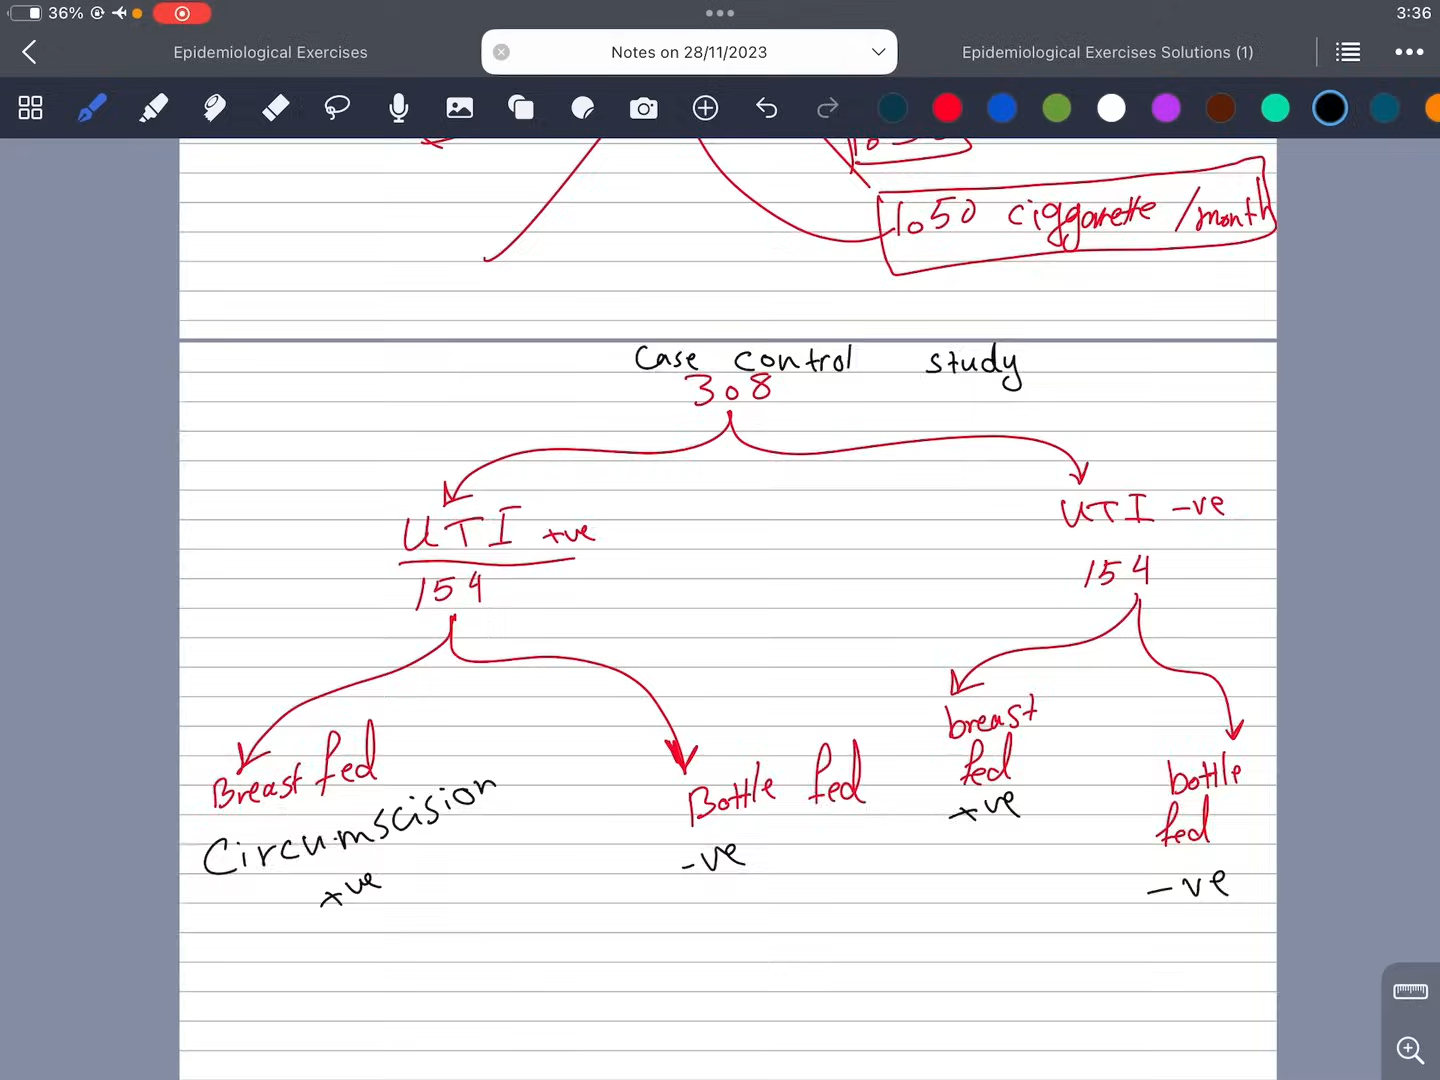 36%
3:36
Epidemiological Exercises
Notes on 28/11/2023
Epidemiological Exercises Solutions (1)
1050 ciggarette /month
Case control study
308
UTI +ve
154
UTI -ve
154
Breast fed
Circumscision
+ve
Bottle fed
-ve
breast
fed
+ve
bottle
fed
-ve